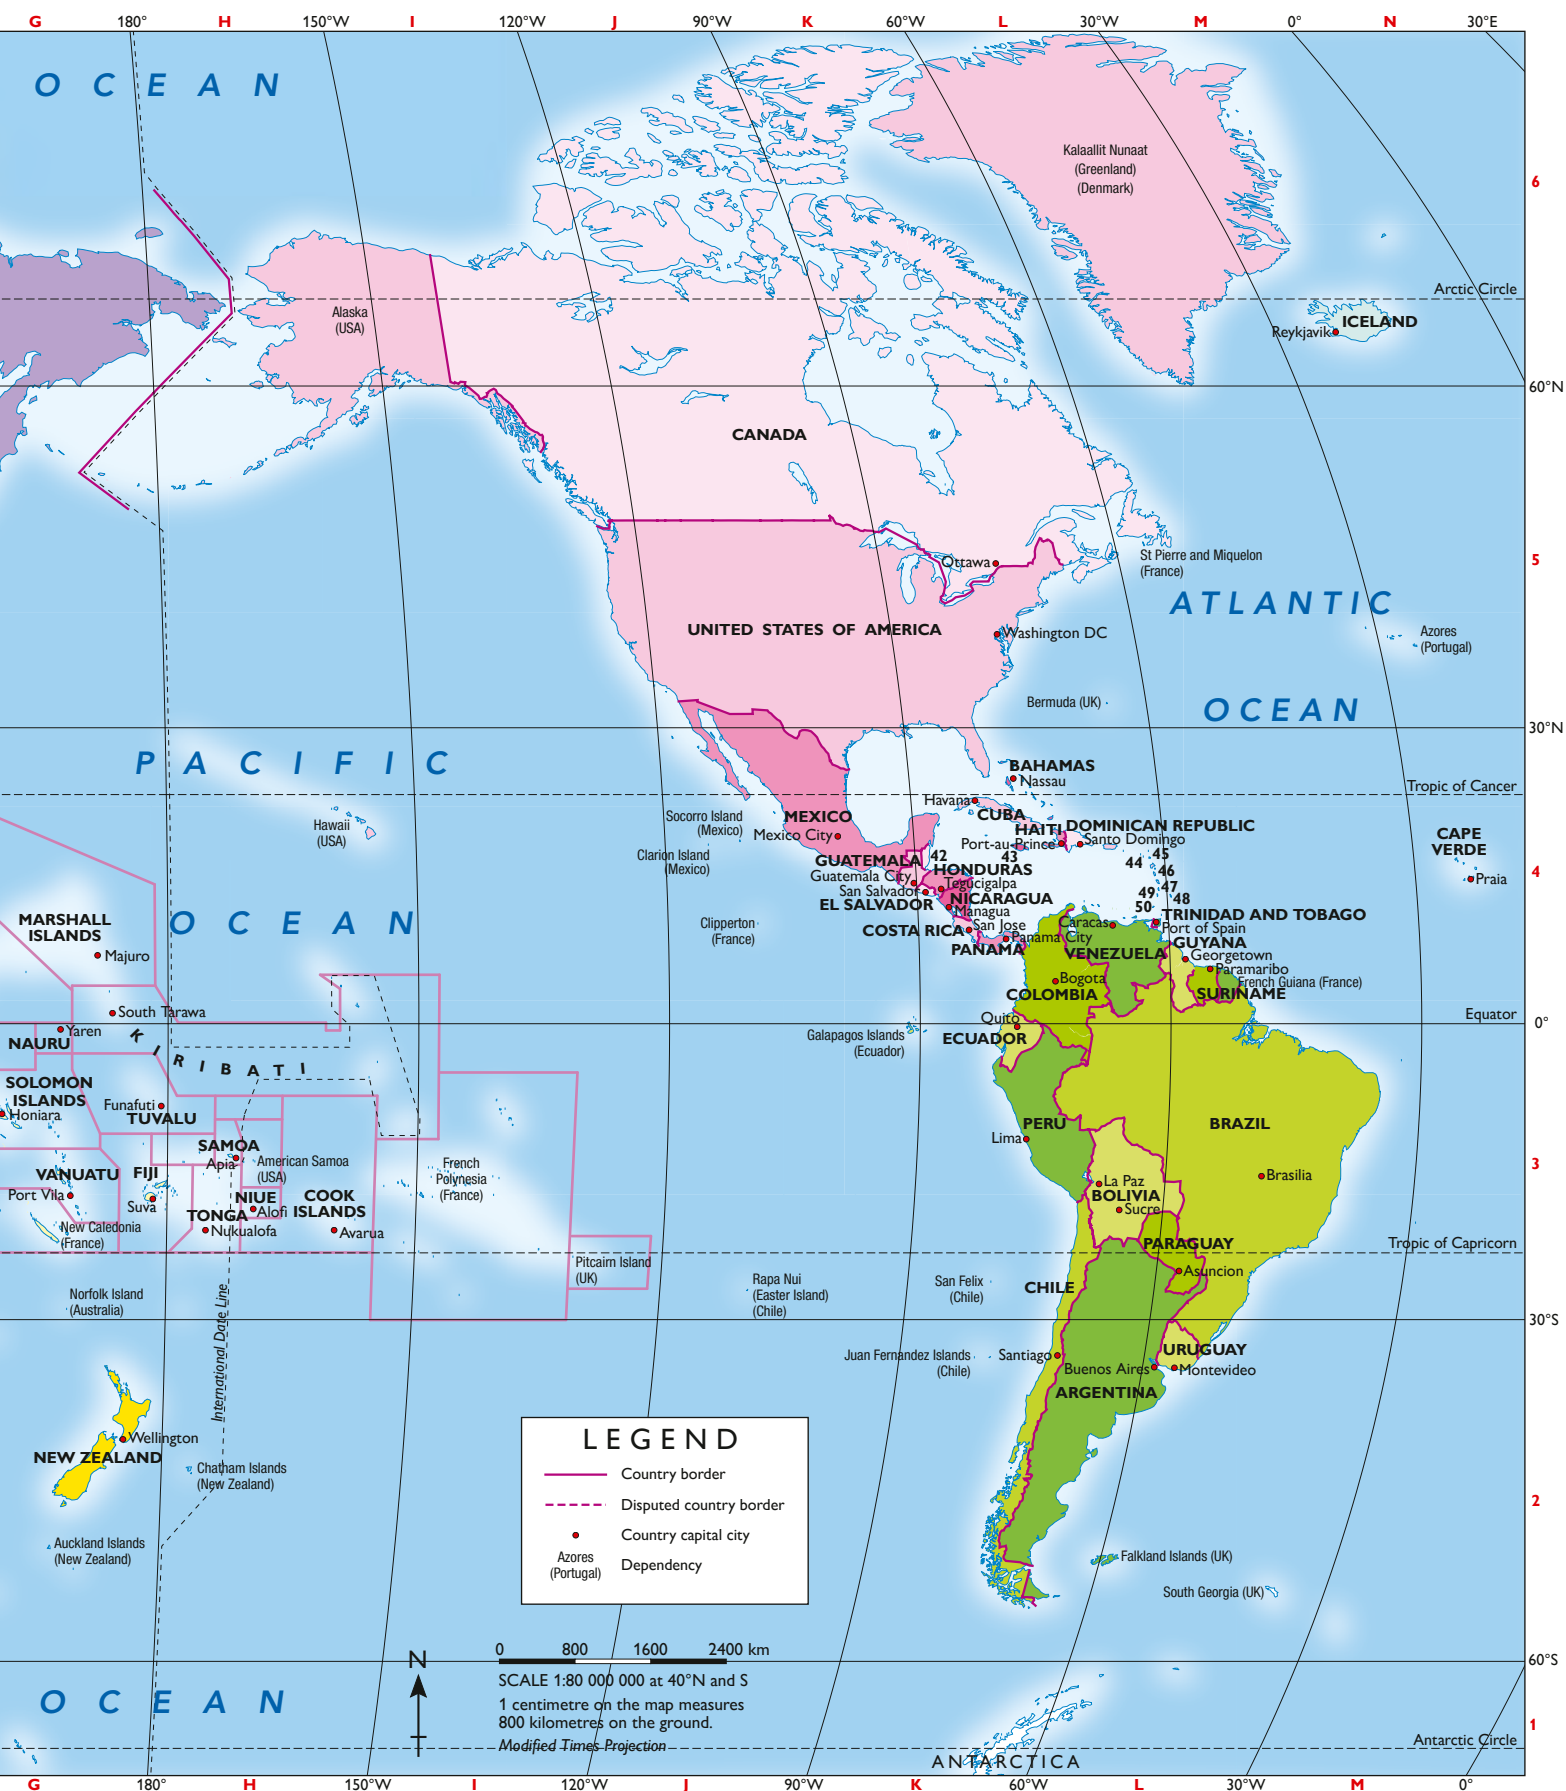 G 180° H 150°W I 120°W J 90°W K 60°W L 30°W M 0° N 30°E
OCEAN
Kalaallit Nunaat
(Greenland)
(Denmark)
6
Arctic Circle
Alaska
(USA)
ICELAND
Reykjavik
60°N
CANADA
Ottawa
St Pierre and Miquelon
(France)
5
ATLANTIC
UNITED STATES OF AMERICA
Washington DC
Azores
(Portugal)
Bermuda (UK)
OCEAN
30°N
PACIFIC
BAHAMAS
Nassau
Tropic of Cancer
Havana
CUBA
Hawaii
(USA)
Socorro Island
(Mexico)
MEXICO
Mexico City
HAITI
DOMINICAN REPUBLIC
Port-au-Prince
Santo Domingo
CAPE
VERDE
Praia
4
Clarion Island
(Mexico)
GUATEMALA
Guatemala City
42
43
44
45
46
47
48
49
50
HONDURAS
Tegucigalpa
San Salvador
EL SALVADOR
NICARAGUA
Managua
MARSHALL
ISLANDS
Majuro
OCEAN
Clipperton
(France)
COSTA RICA
San Jose
PANAMA
Panama City
Caracas
TRINIDAD AND TOBAGO
Port of Spain
VENEZUELA
GUYANA
Georgetown
Paramaribo
French Guiana (France)
SURINAME
Bogota
COLOMBIA
South Tarawa
Equator
0°
Yaren
NAURU
KIRIBATI
Galapagos Islands
(Ecuador)
Quito
ECUADOR
SOLOMON
ISLANDS
Honiara
Funafuti
TUVALU
PERU
Lima
BRAZIL
Brasilia
3
SAMOA
Apia
American Samoa
(USA)
French
Polynesia
(France)
VANUATU
Port Vila
FIJI
Suva
NIUE
Alofi
COOK
ISLANDS
Avarua
TONGA
Nukualofa
New Caledonia
(France)
La Paz
BOLIVIA
Sucre
PARAGUAY
Asuncion
Tropic of Capricorn
Pitcairn Island
(UK)
Norfolk Island
(Australia)
Rapa Nui
(Easter Island)
(Chile)
San Felix
(Chile)
CHILE
30°S
International Date Line
Juan Fernandez Islands
(Chile)
Santiago
URUGUAY
Buenos Aires
Montevideo
ARGENTINA
Wellington
NEW ZEALAND
Chatham Islands
(New Zealand)
Auckland Islands
(New Zealand)
2
LEGEND
Country border
Disputed country border
Country capital city
Azores
(Portugal)
Dependency
Falkland Islands (UK)
South Georgia (UK)
N
0 800 1600 2400 km
SCALE 1:80 000 000 at 40°N and S
1 centimetre on the map measures
800 kilometres on the ground.
Modified Times Projection
60°S
OCEAN
1
Antarctic Circle
ANTARCTICA
G 180° H 150°W I 120°W J 90°W K 60°W L 30°W M 0°